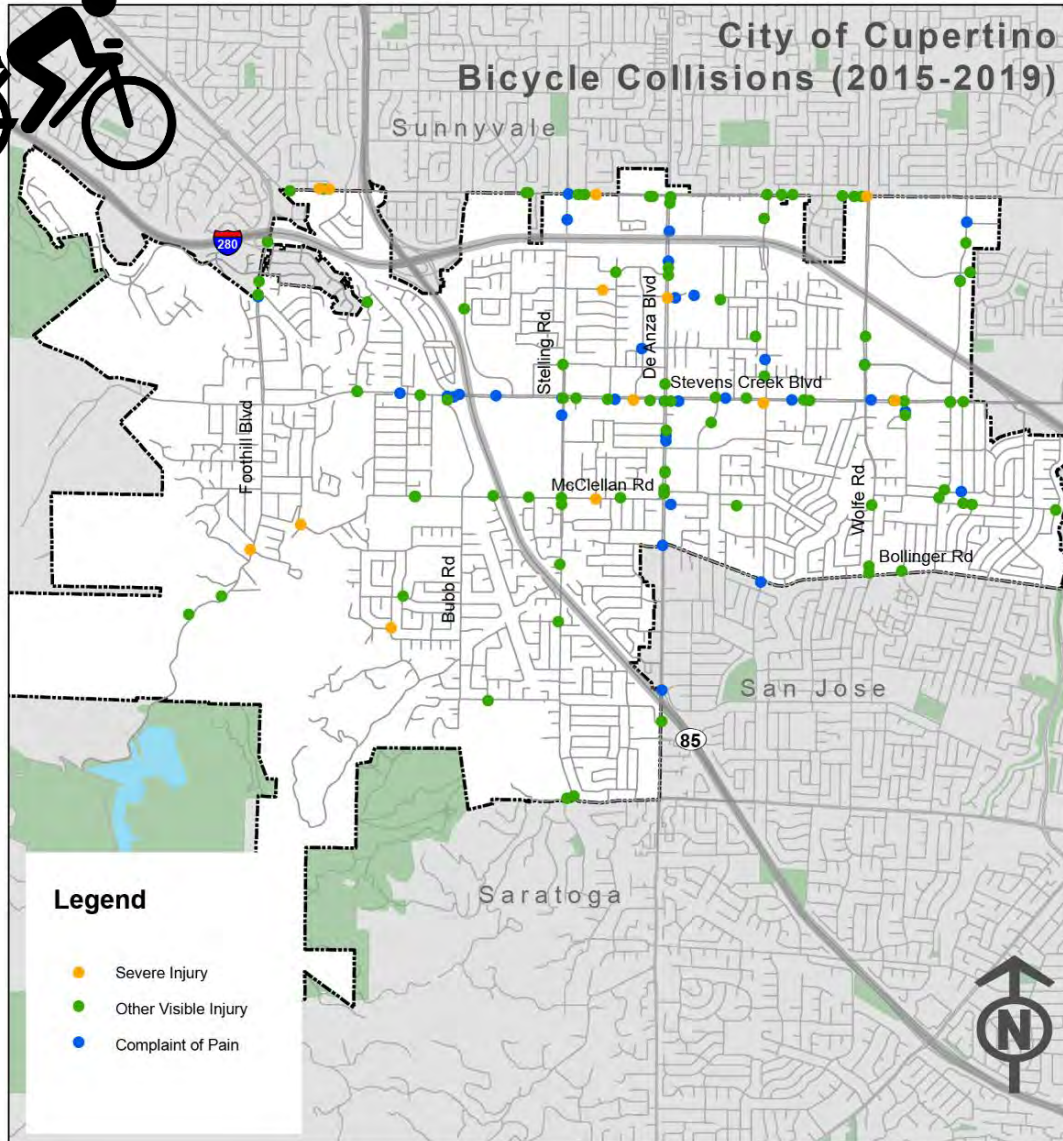 City of Cupertino
Bicycle Collisions (2015-2019)
Sunnyvale
280
Stelling Rd
De Anza Blvd
Stevens Creek Blvd
Foothill Blvd
McClellan Rd
Wolfe Rd
Bubb Rd
Bollinger Rd
San Jose
85
Saratoga
Legend
Severe Injury
Other Visible Injury
Complaint of Pain
N